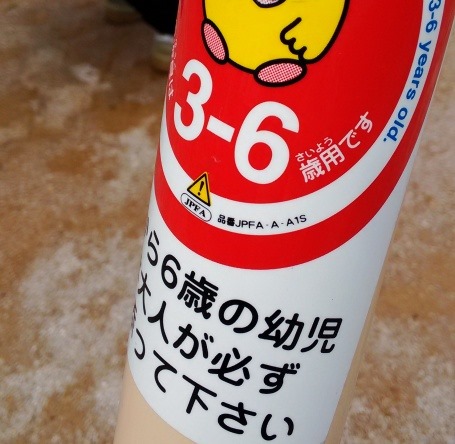 3-6 years old.
3-6
さいよう
歳用です
JPFA
品番JPFA-A-A1S
ら6歳の幼児
大人が必ず
って下さい